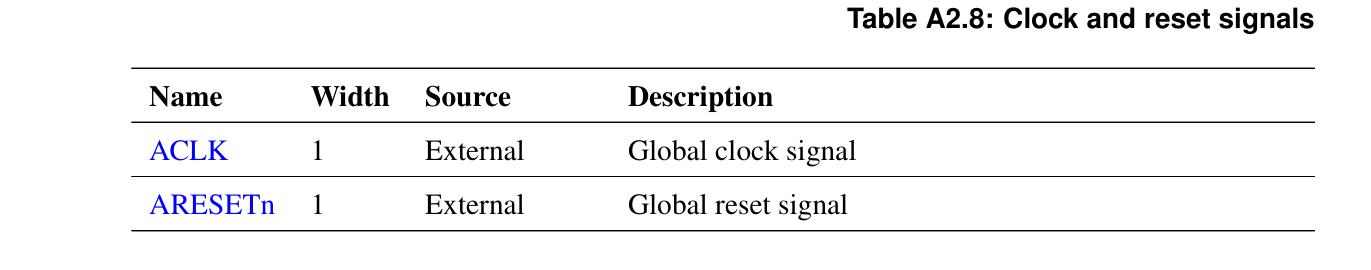 Table A2.8: Clock and reset signals
Name Width Source Description
ACLK 1 External Global clock signal
ARESETn 1 External Global reset signal